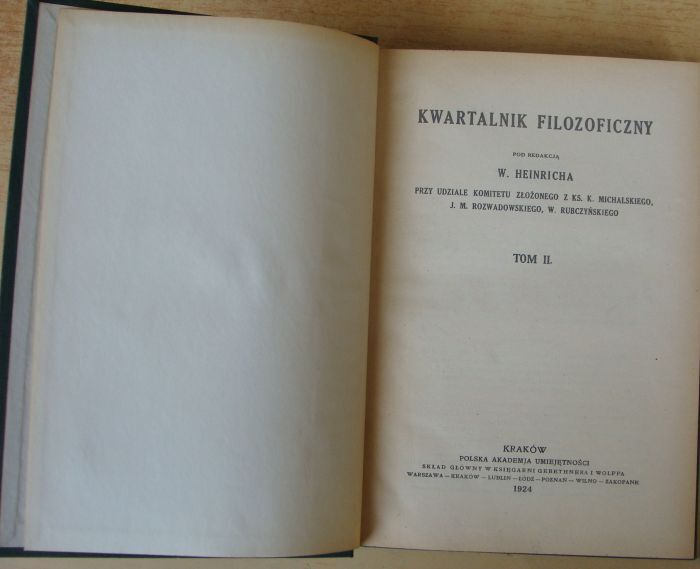 KWARTALNIK FILOZOFICZNY
POD REDAKCJĄ
W. HEINRICHA
PRZY UDZIALE KOMITETU ZŁOŻONEGO Z KS. K. MICHALSKIEGO,
J. M. ROZWADOWSKIEGO, W. RUBCZYŃSKIEGO
TOM II.
KRAKÓW
POLSKA AKADEMJA UMIEJĘTNOŚCI
SKŁAD GŁÓWNY W KSIĘGARNI GEBETHNERA I WOLFFA
WARSZAWA — KRAKÓW — LUBLIN — ŁÓDŹ — POZNAŃ — WILNO — ZAKOPANE
1924